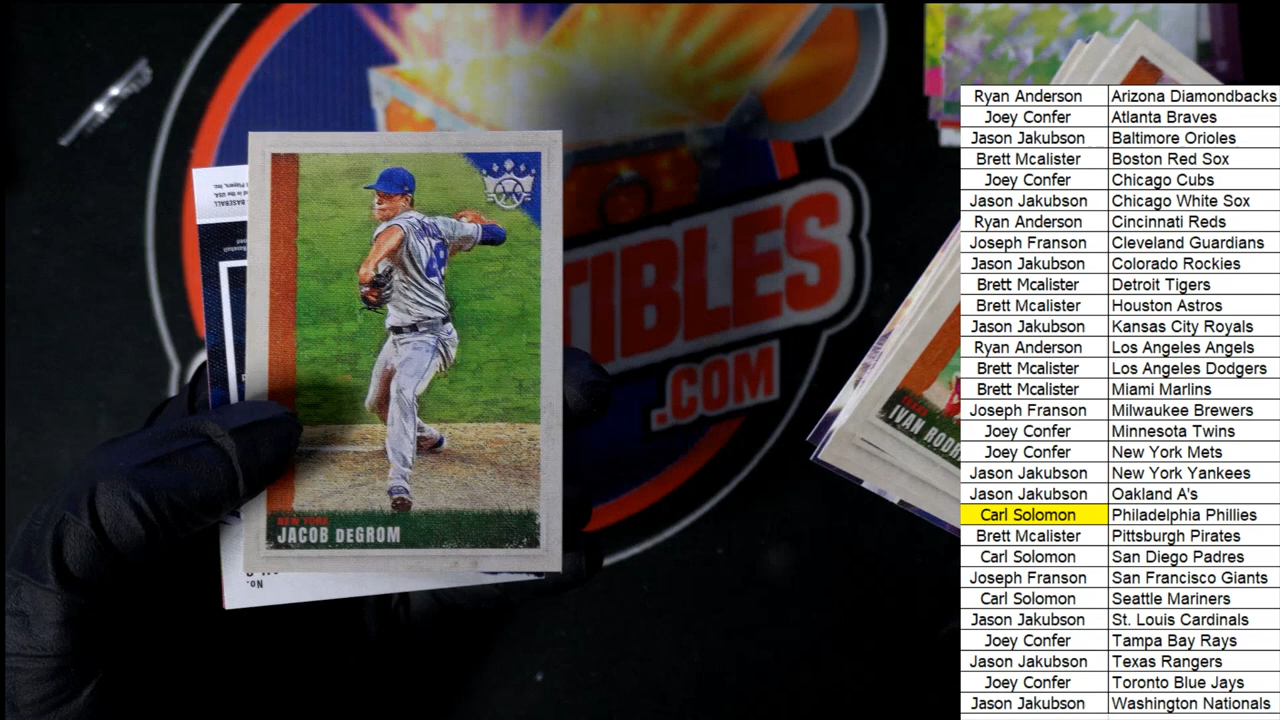 TIBLES
.COM
NEW YORK
JACOB DeGROM
48
No.
BASEBALL
IVAN RODR
Ryan Anderson Arizona Diamondbacks
Joey Confer Atlanta Braves
Jason Jakubson Baltimore Orioles
Brett Mcalister Boston Red Sox
Joey Confer Chicago Cubs
Jason Jakubson Chicago White Sox
Ryan Anderson Cincinnati Reds
Joseph Franson Cleveland Guardians
Jason Jakubson Colorado Rockies
Brett Mcalister Detroit Tigers
Brett Mcalister Houston Astros
Jason Jakubson Kansas City Royals
Ryan Anderson Los Angeles Angels
Brett Mcalister Los Angeles Dodgers
Brett Mcalister Miami Marlins
Joseph Franson Milwaukee Brewers
Joey Confer Minnesota Twins
Joey Confer New York Mets
Jason Jakubson New York Yankees
Jason Jakubson Oakland A's
Carl Solomon Philadelphia Phillies
Brett Mcalister Pittsburgh Pirates
Carl Solomon San Diego Padres
Joseph Franson San Francisco Giants
Carl Solomon Seattle Mariners
Jason Jakubson St. Louis Cardinals
Joey Confer Tampa Bay Rays
Jason Jakubson Texas Rangers
Joey Confer Toronto Blue Jays
Jason Jakubson Washington Nationals